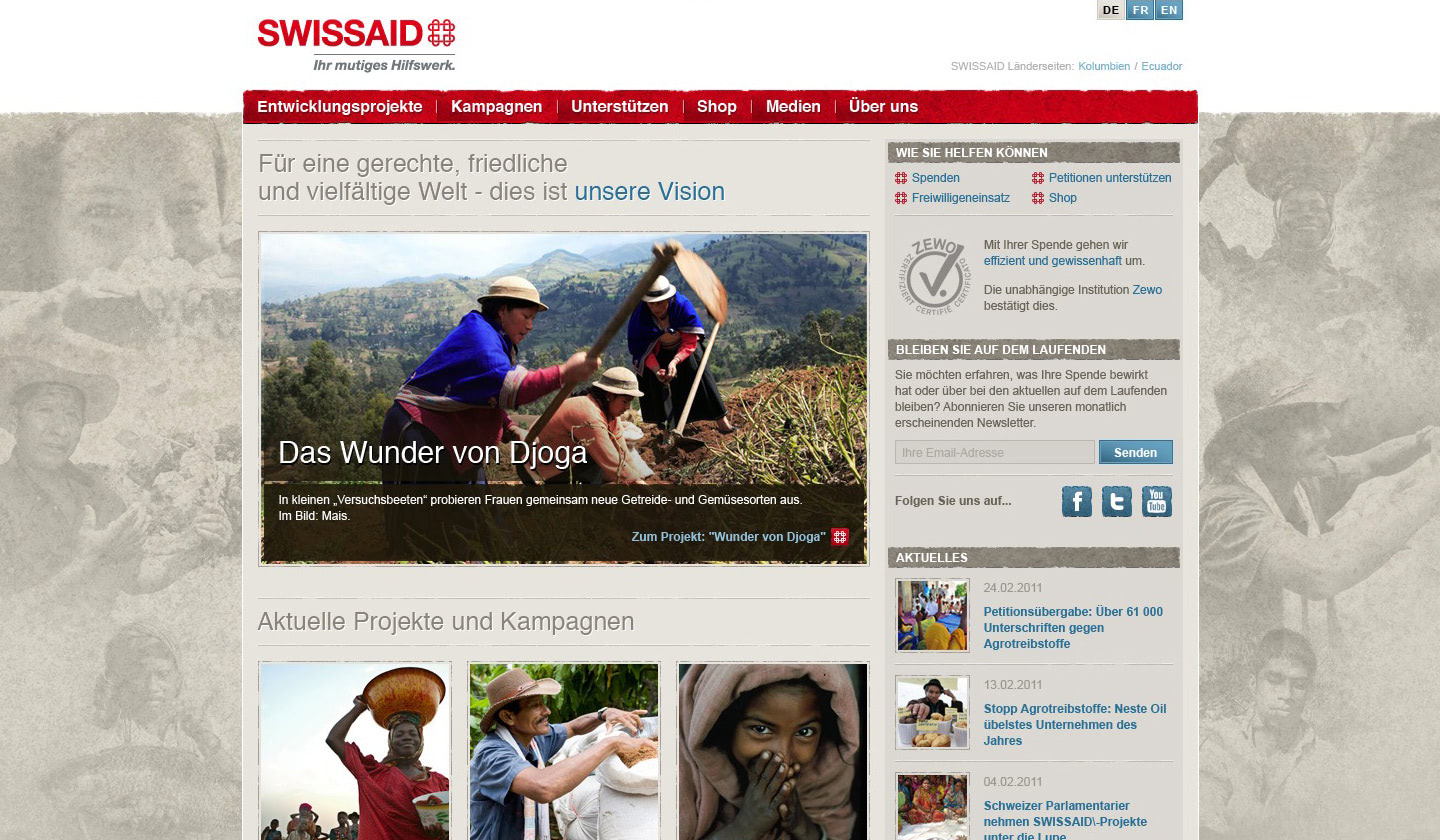 DE FR EN
SWISSAID
Ihr mutiges Hilfswerk.
SWISSAID Länderseiten: Kolumbien / Ecuador
Entwicklungsprojekte Kampagnen Unterstützen Shop Medien Über uns
Für eine gerechte, friedliche
und vielfältige Welt - dies ist unsere Vision
Das Wunder von Djoga
In kleinen „Versuchsbeeten“ probieren Frauen gemeinsam neue Getreide- und Gemüsesorten aus.
Im Bild: Mais.
Zum Projekt: "Wunder von Djoga"
Aktuelle Projekte und Kampagnen
WIE SIE HELFEN KÖNNEN
Spenden Petitionen unterstützen
Freiwilligeneinsatz Shop
ZEWO
ZERTIFIZIERT CERTIFIÉ CERTIFICATO
Mit Ihrer Spende gehen wir
effizient und gewissenhaft um.
Die unabhängige Institution Zewo
bestätigt dies.
BLEIBEN SIE AUF DEM LAUFENDEN
Sie möchten erfahren, was Ihre Spende bewirkt
hat oder über bei den aktuellen auf dem Laufenden
bleiben? Abonnieren Sie unseren monatlich
erscheinenden Newsletter.
Ihre Email-Adresse Senden
Folgen Sie uns auf... f t You
Tube
AKTUELLES
24.02.2011
Petitionsübergabe: Über 61 000
Unterschriften gegen
Agrotreibstoffe
13.02.2011
Stopp Agrotreibstoffe: Neste Oil
übelstes Unternehmen des
Jahres
04.02.2011
Schweizer Parlamentarier
nehmen SWISSAID\-Projekte
unter die Lupe